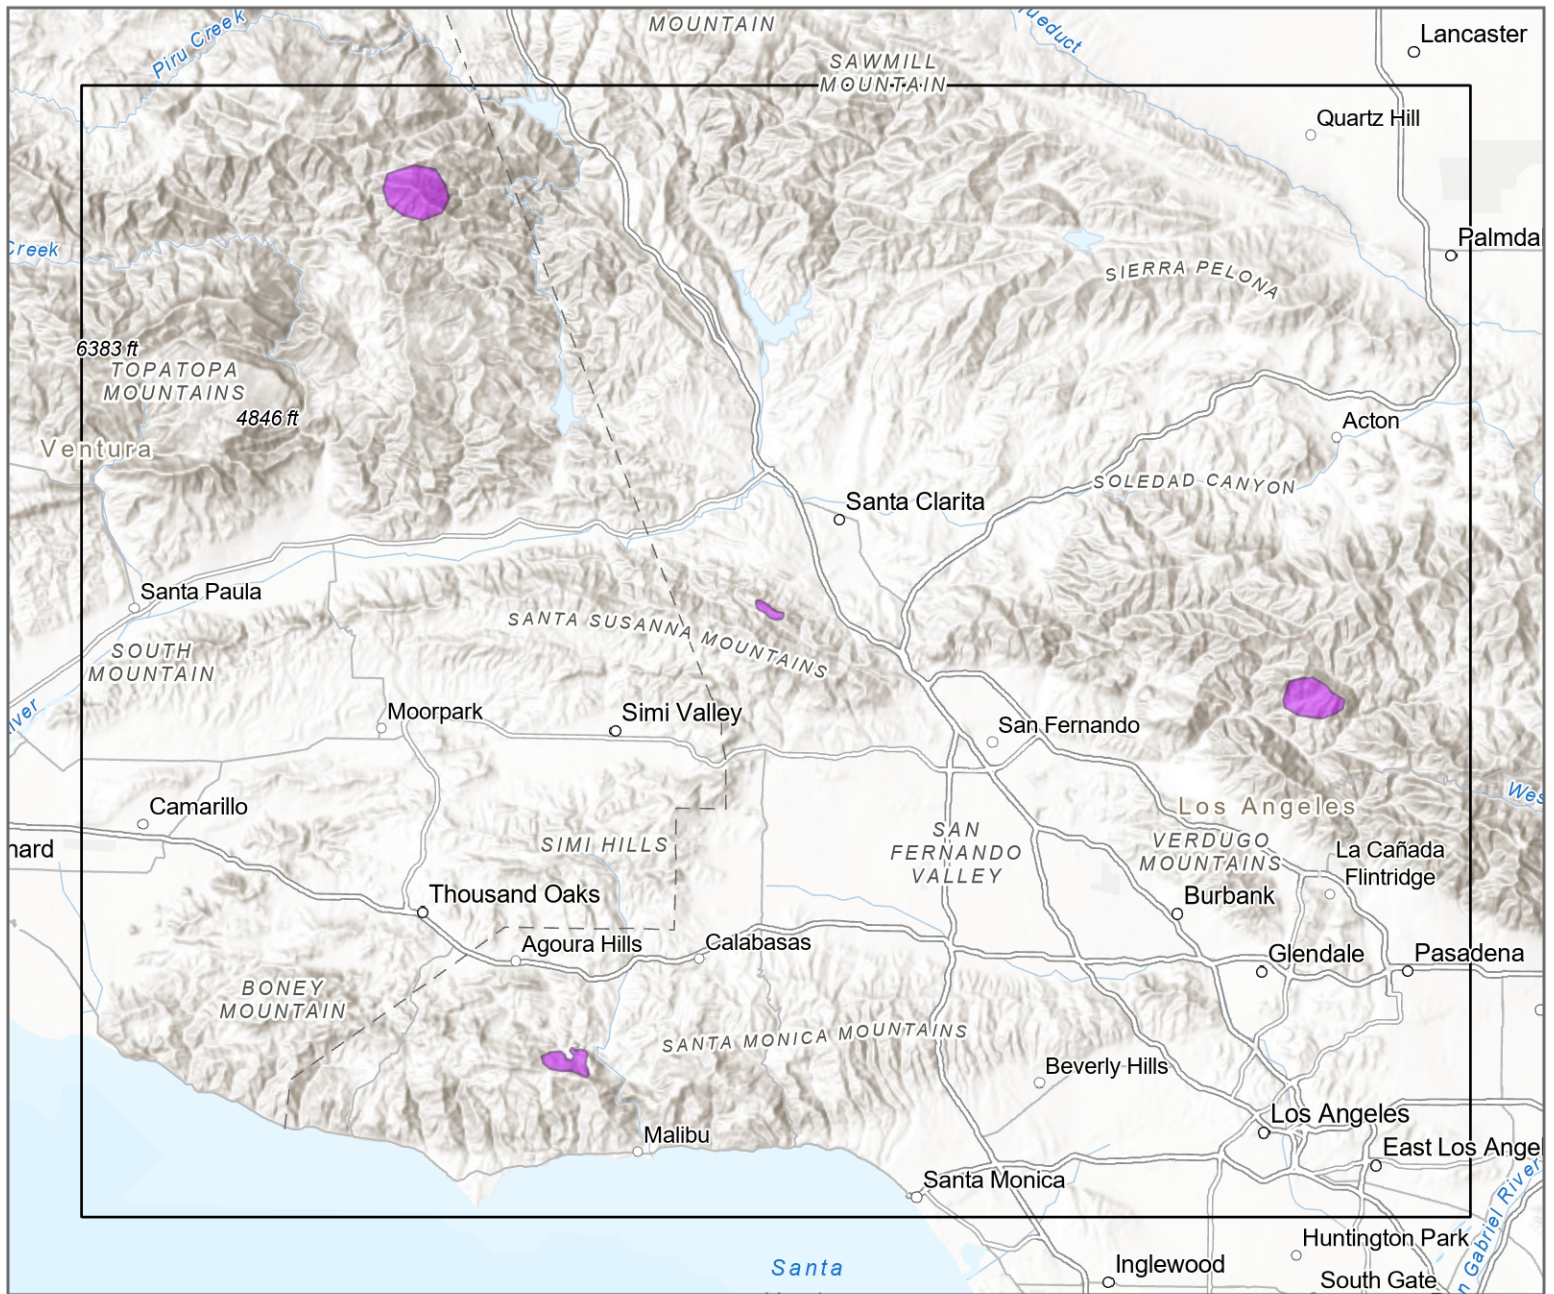 Piru Creek
MOUNTAIN
ueduct
Lancaster
SAWMILL
MOUNTAIN
Quartz Hill
Palmdal
Creek
SIERRA PELONA
6383 ft
TOPATOPA
MOUNTAINS
4846 ft
Acton
Ventura
SOLEDAD CANYON
Santa Clarita
Santa Paula
SANTA SUSANNA MOUNTAINS
SOUTH
MOUNTAIN
iver
Moorpark
Simi Valley
San Fernando
Wes
Los Angeles
Camarillo
SIMI HILLS
SAN
FERNANDO
VALLEY
VERDUGO
MOUNTAINS
nard
La Cañada
Flintridge
Thousand Oaks
Burbank
Agoura Hills
Calabasas
Glendale
Pasadena
BONEY
MOUNTAIN
SANTA MONICA MOUNTAINS
Beverly Hills
Los Angeles
Malibu
East Los Angel
Santa Monica
n Gabriel River
Huntington Park
Santa
Inglewood
South Gate